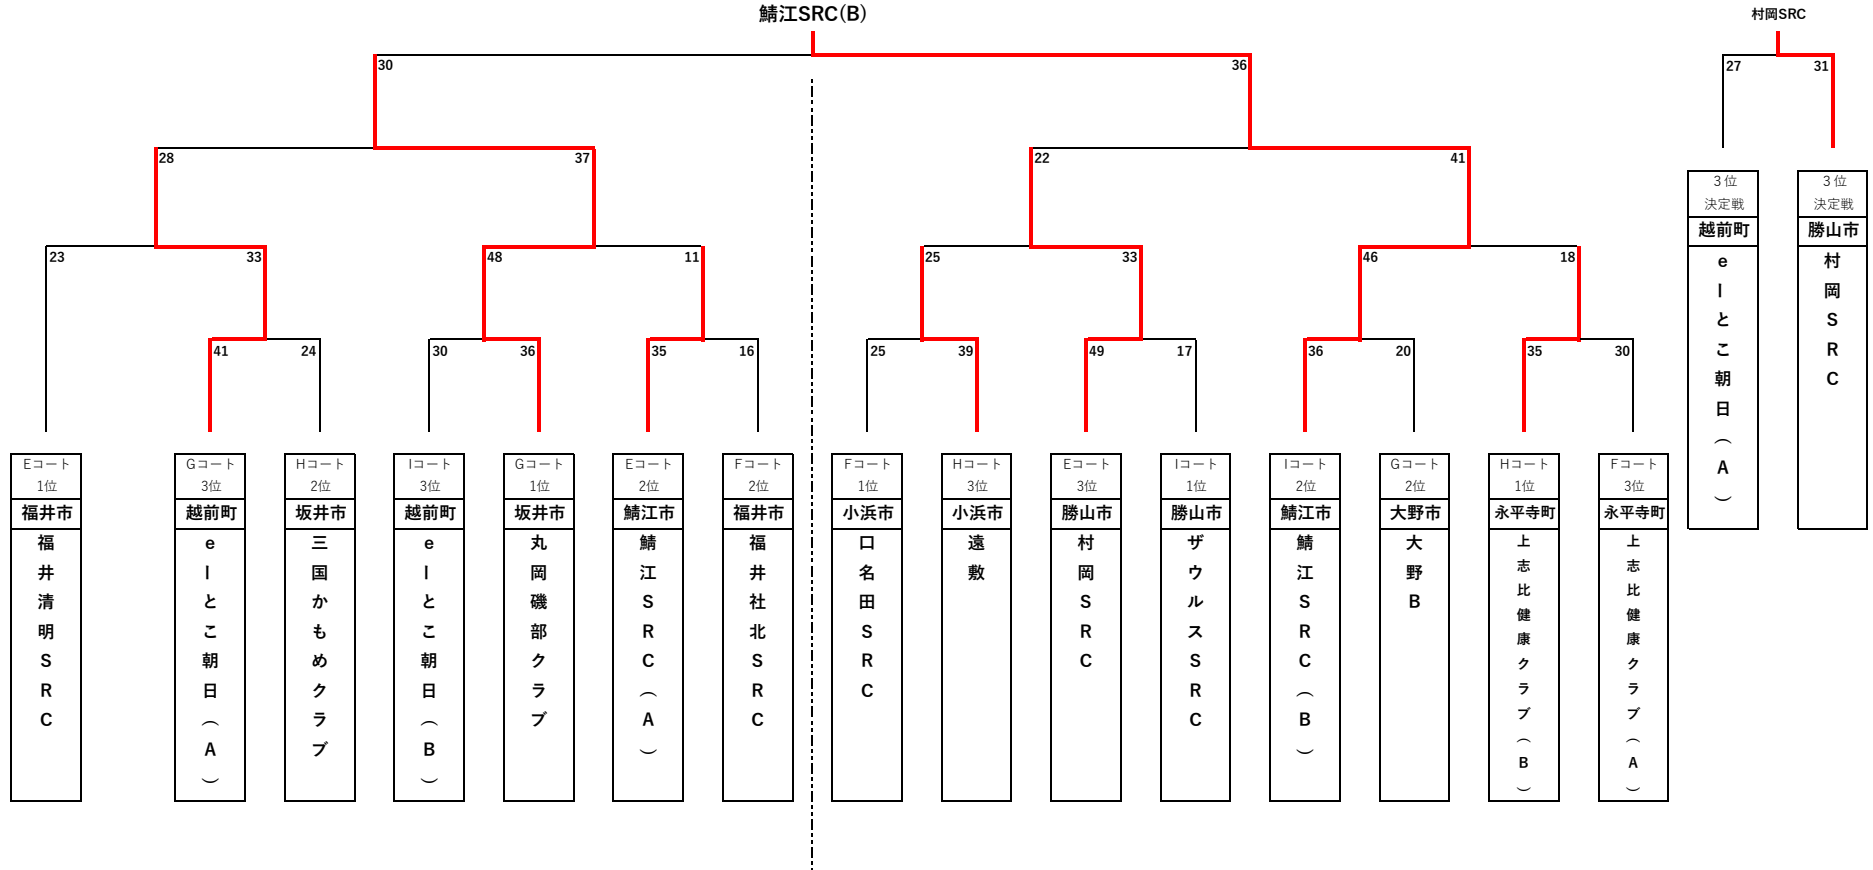 鯖江SRC(B)
村岡SRC
30
36
27
31
28
37
22
41
23
33
48
11
25
33
46
18
41
24
30
36
35
16
25
39
49
17
36
20
35
30
３位
決定戦
越前町
eーとこ朝日（A）
３位
決定戦
勝山市
村岡SRC
Eコート
1位
福井市
福井清明SRC
Gコート
3位
越前町
eーとこ朝日（A）
Hコート
2位
坂井市
三国かもめクラブ
Iコート
3位
越前町
eーとこ朝日（B）
Gコート
1位
坂井市
丸岡磯部クラブ
Eコート
2位
鯖江市
鯖江SRC（A）
Fコート
2位
福井市
福井社北SRC
Fコート
1位
小浜市
口名田SRC
Hコート
3位
小浜市
遠敷
Eコート
3位
勝山市
村岡SRC
Iコート
1位
勝山市
ザウルスSRC
Iコート
2位
鯖江市
鯖江SRC（B）
Gコート
2位
大野市
大野B
Hコート
1位
永平寺町
上志比健康クラブ（B）
Fコート
3位
永平寺町
上志比健康クラブ（A）